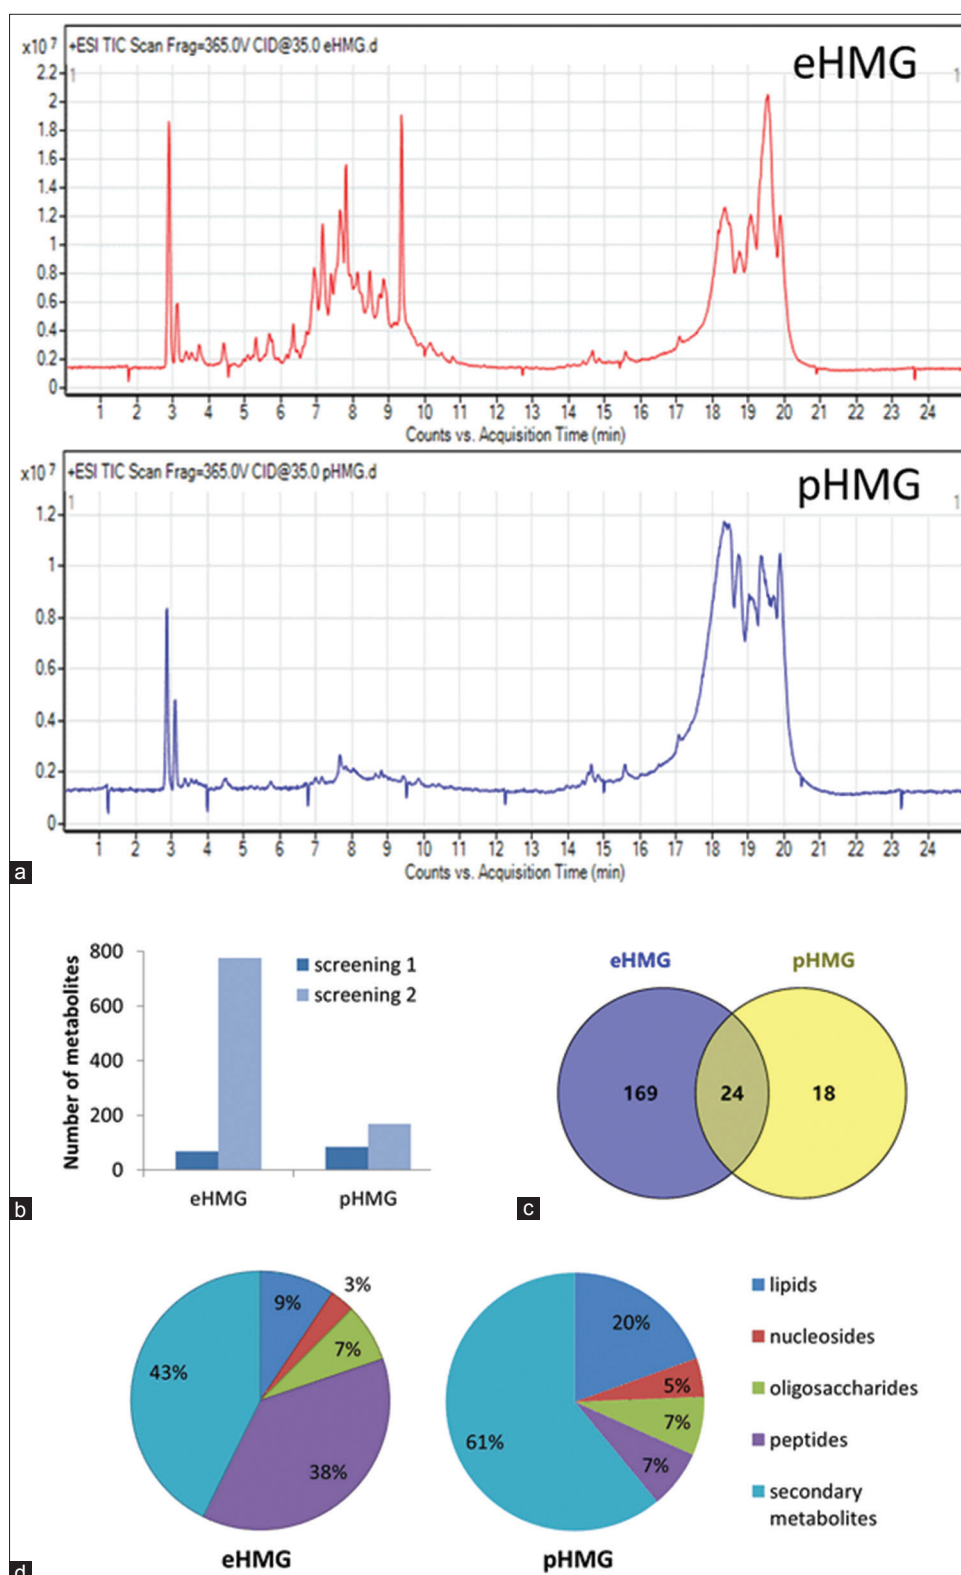 x10 7
+ESI TIC Scan Frag=365.0V CID@35.0 eHMG.d
eHMG
1
1
2.2
2
1.8
1.6
1.4
1.2
1
0.8
0.6
0.4
0.2
0
1 2 3 4 5 6 7 8 9 10 11 12 13 14 15 16 17 18 19 20 21 22 23 24
Counts vs. Acquisition Time (min)
x10 7
+ESI TIC Scan Frag=365.0V CID@35.0 pHMG.d
pHMG
1
1
1.2
1
0.8
0.6
0.4
0.2
0
1 2 3 4 5 6 7 8 9 10 11 12 13 14 15 16 17 18 19 20 21 22 23 24
Counts vs. Acquisition Time (min)
a
Number of metabolites
800
600
400
200
0
screening 1
screening 2
eHMG pHMG
b
eHMG pHMG
169 24 18
c
9%
3%
7%
38%
43%
eHMG
20%
5%
7%
7%
61%
pHMG
lipids
nucleosides
oligosaccharides
peptides
secondary
metabolites
d